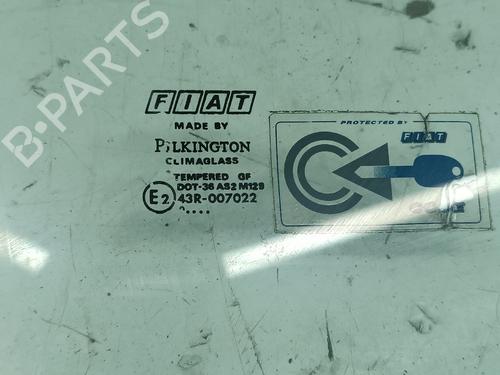 FIAT
MADE BY
PILKINGTON
CLIMAGLASS
TEMPERED GF
DOT-36 AS2 M129
E2 43R-007022
PROTECTED BY
FIAT
B-PARTS